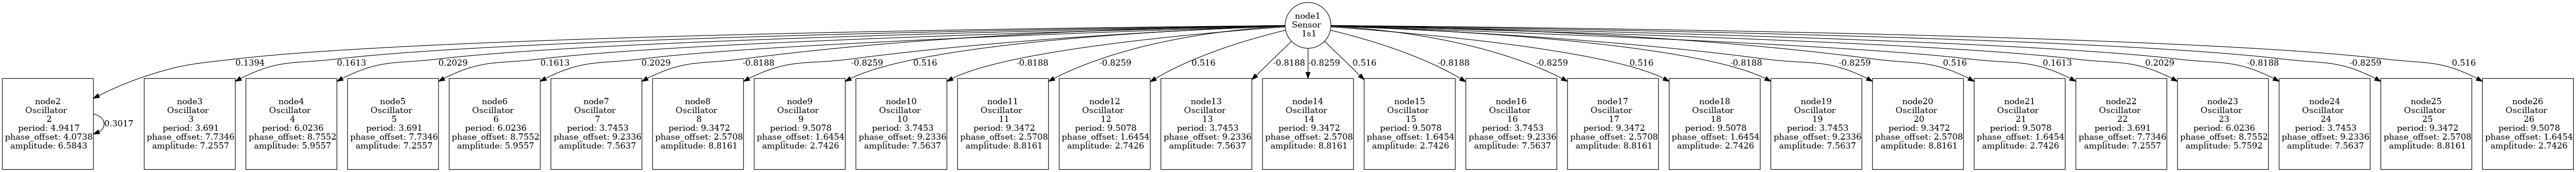 node1
Sensor
1s1
0.1394
0.1613
0.2029
0.1613
0.2029
-0.8188
-0.8259
0.516
-0.8188
-0.8259
0.516
-0.8188
-0.8259
0.516
-0.8188
-0.8259
0.516
-0.8188
-0.8259
0.516
0.1613
0.2029
-0.8188
-0.8259
0.516
node2
Oscillator
2
period: 4.9417
phase_offset: 4.0738
amplitude: 6.5843
0.3017
node3
Oscillator
3
period: 3.691
phase_offset: 7.7346
amplitude: 7.2557
node4
Oscillator
4
period: 6.0236
phase_offset: 8.7552
amplitude: 5.9557
node5
Oscillator
5
period: 3.691
phase_offset: 7.7346
amplitude: 7.2557
node6
Oscillator
6
period: 6.0236
phase_offset: 8.7552
amplitude: 5.9557
node7
Oscillator
7
period: 3.7453
phase_offset: 9.2336
amplitude: 7.5637
node8
Oscillator
8
period: 9.3472
phase_offset: 2.5708
amplitude: 8.8161
node9
Oscillator
9
period: 9.5078
phase_offset: 1.6454
amplitude: 2.7426
node10
Oscillator
10
period: 3.7453
phase_offset: 9.2336
amplitude: 7.5637
node11
Oscillator
11
period: 9.3472
phase_offset: 2.5708
amplitude: 8.8161
node12
Oscillator
12
period: 9.5078
phase_offset: 1.6454
amplitude: 2.7426
node13
Oscillator
13
period: 3.7453
phase_offset: 9.2336
amplitude: 7.5637
node14
Oscillator
14
period: 9.3472
phase_offset: 2.5708
amplitude: 8.8161
node15
Oscillator
15
period: 9.5078
phase_offset: 1.6454
amplitude: 2.7426
node16
Oscillator
16
period: 3.7453
phase_offset: 9.2336
amplitude: 7.5637
node17
Oscillator
17
period: 9.3472
phase_offset: 2.5708
amplitude: 8.8161
node18
Oscillator
18
period: 9.5078
phase_offset: 1.6454
amplitude: 2.7426
node19
Oscillator
19
period: 3.7453
phase_offset: 9.2336
amplitude: 7.5637
node20
Oscillator
20
period: 9.3472
phase_offset: 2.5708
amplitude: 8.8161
node21
Oscillator
21
period: 9.5078
phase_offset: 1.6454
amplitude: 2.7426
node22
Oscillator
22
period: 3.691
phase_offset: 7.7346
amplitude: 7.2557
node23
Oscillator
23
period: 6.0236
phase_offset: 8.7552
amplitude: 5.7592
node24
Oscillator
24
period: 3.7453
phase_offset: 9.2336
amplitude: 7.5637
node25
Oscillator
25
period: 9.3472
phase_offset: 2.5708
amplitude: 8.8161
node26
Oscillator
26
period: 9.5078
phase_offset: 1.6454
amplitude: 2.7426